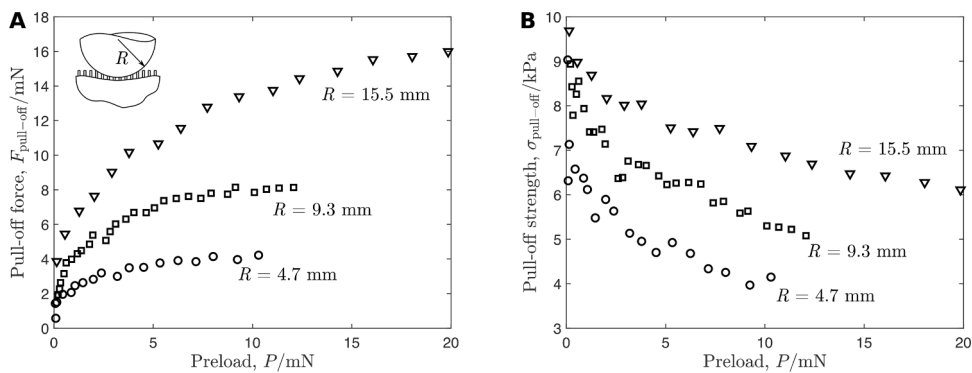 A
18
16
14
12
10
8
6
4
2
0
Pull-off force, F_pull−off/mN
R
R = 15.5 mm
R = 9.3 mm
R = 4.7 mm
0 5 10 15 20
Preload, P/mN
B
10
9
8
7
6
5
4
3
Pull-off strength, σ_pull−off/kPa
R = 15.5 mm
R = 9.3 mm
R = 4.7 mm
0 5 10 15 20
Preload, P/mN